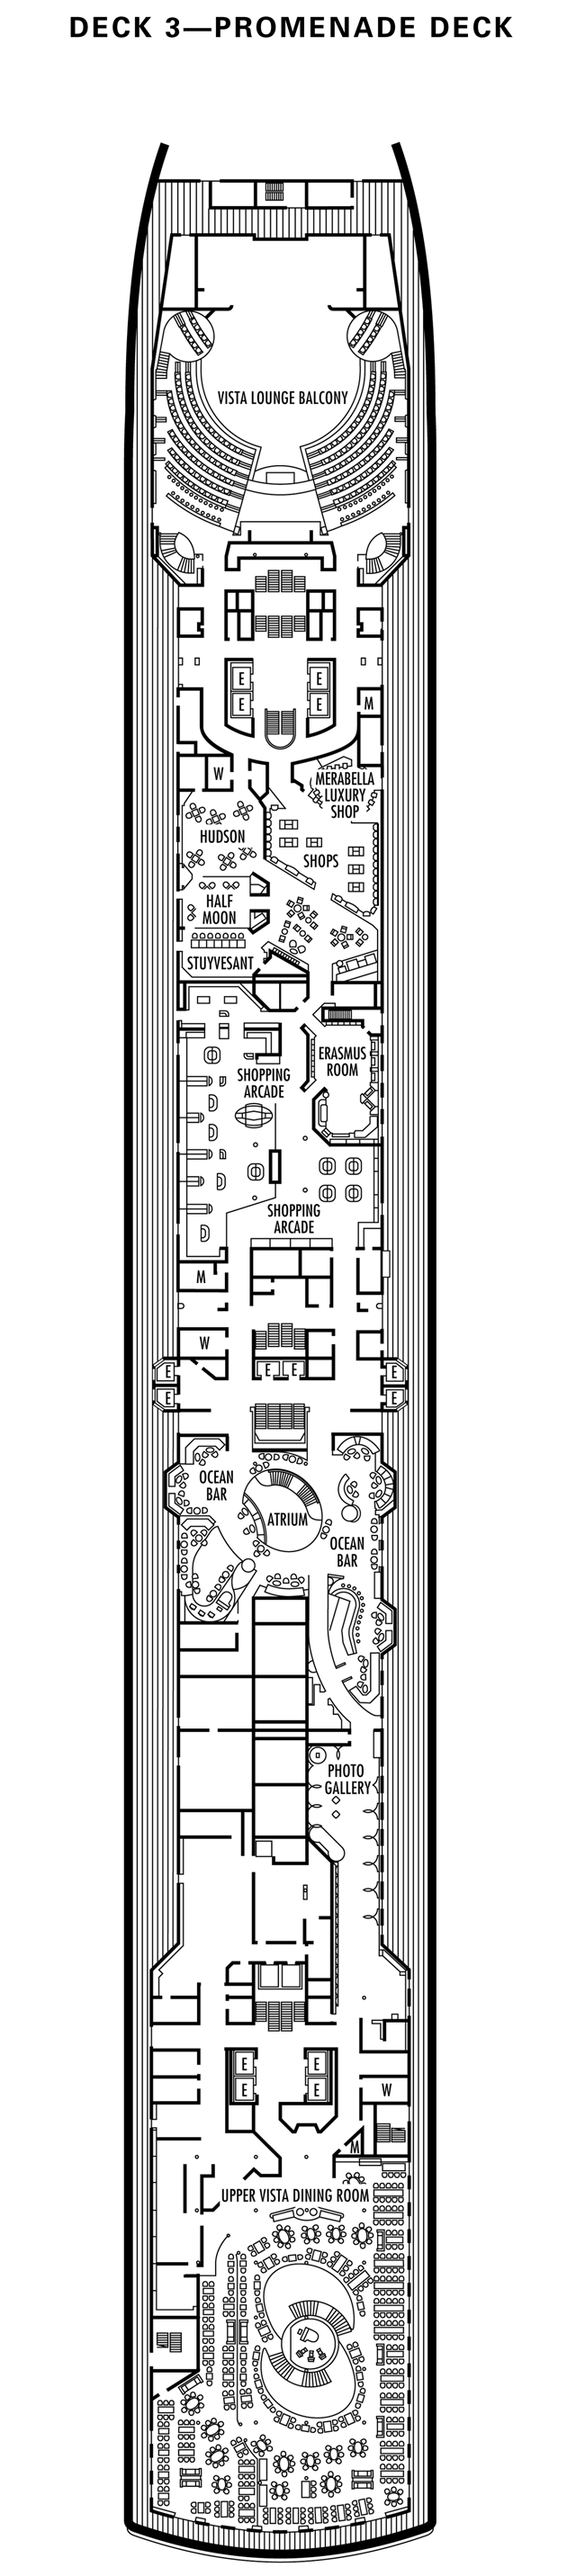 DECK 3—PROMENADE DECK
VISTA LOUNGE BALCONY
E
E
E
E
M
W
MERABELLA
LUXURY
SHOP
HUDSON
SHOPS
HALF
MOON
STUYVESANT
ERASMUS
ROOM
SHOPPING
ARCADE
SHOPPING
ARCADE
M
W
E
E
E
E
E
E
OCEAN
BAR
ATRIUM
OCEAN
BAR
PHOTO
GALLERY
E
E
E
E
W
M
UPPER VISTA DINING ROOM